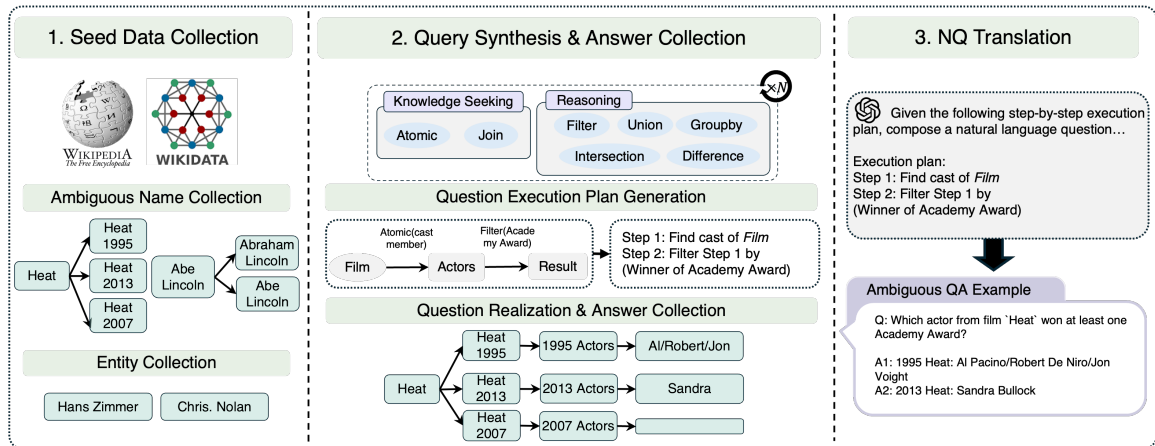 1. Seed Data Collection
WIKIPEDIA
The Free Encyclopedia
WIKIDATA
Ambiguous Name Collection
Heat
Heat
1995
Heat
2013
Heat
2007
Abe
Lincoln
Abraham
Lincoln
Abe
Lincoln
Entity Collection
Hans Zimmer
Chris. Nolan
2. Query Synthesis & Answer Collection
×N
Knowledge Seeking
Atomic
Join
Reasoning
Filter
Union
Groupby
Intersection
Difference
Question Execution Plan Generation
Film
Atomic(cast
member)
Actors
Filter(Acade
my Award)
Result
Step 1: Find cast of Film
Step 2: Filter Step 1 by
(Winner of Academy Award)
Question Realization & Answer Collection
Heat
Heat
1995
1995 Actors
Al/Robert/Jon
Heat
2013
2013 Actors
Sandra
Heat
2007
2007 Actors
3. NQ Translation
Given the following step-by-step execution
plan, compose a natural language question…
Execution plan:
Step 1: Find cast of Film
Step 2: Filter Step 1 by
(Winner of Academy Award)
Ambiguous QA Example
Q: Which actor from film `Heat` won at least one
Academy Award?
A1: 1995 Heat: Al Pacino/Robert De Niro/Jon
Voight
A2: 2013 Heat: Sandra Bullock